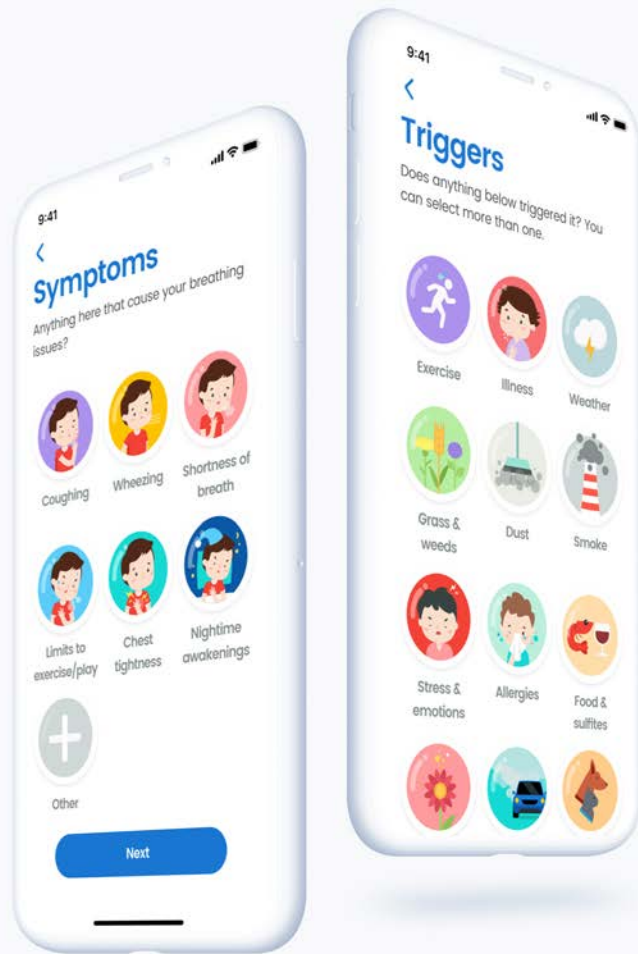 9:41
Symptoms
Anything here that cause your breathing
issues?
Coughing
Wheezing
Shortness of
breath
Limits to
exercise/play
Chest
tightness
Nightime
awakenings
Other
Next
9:41
Triggers
Does anything below triggered it? You
can select more than one.
Exercise
Illness
Weather
Grass &
weeds
Dust
Smoke
Stress &
emotions
Allergies
Food &
sulfites